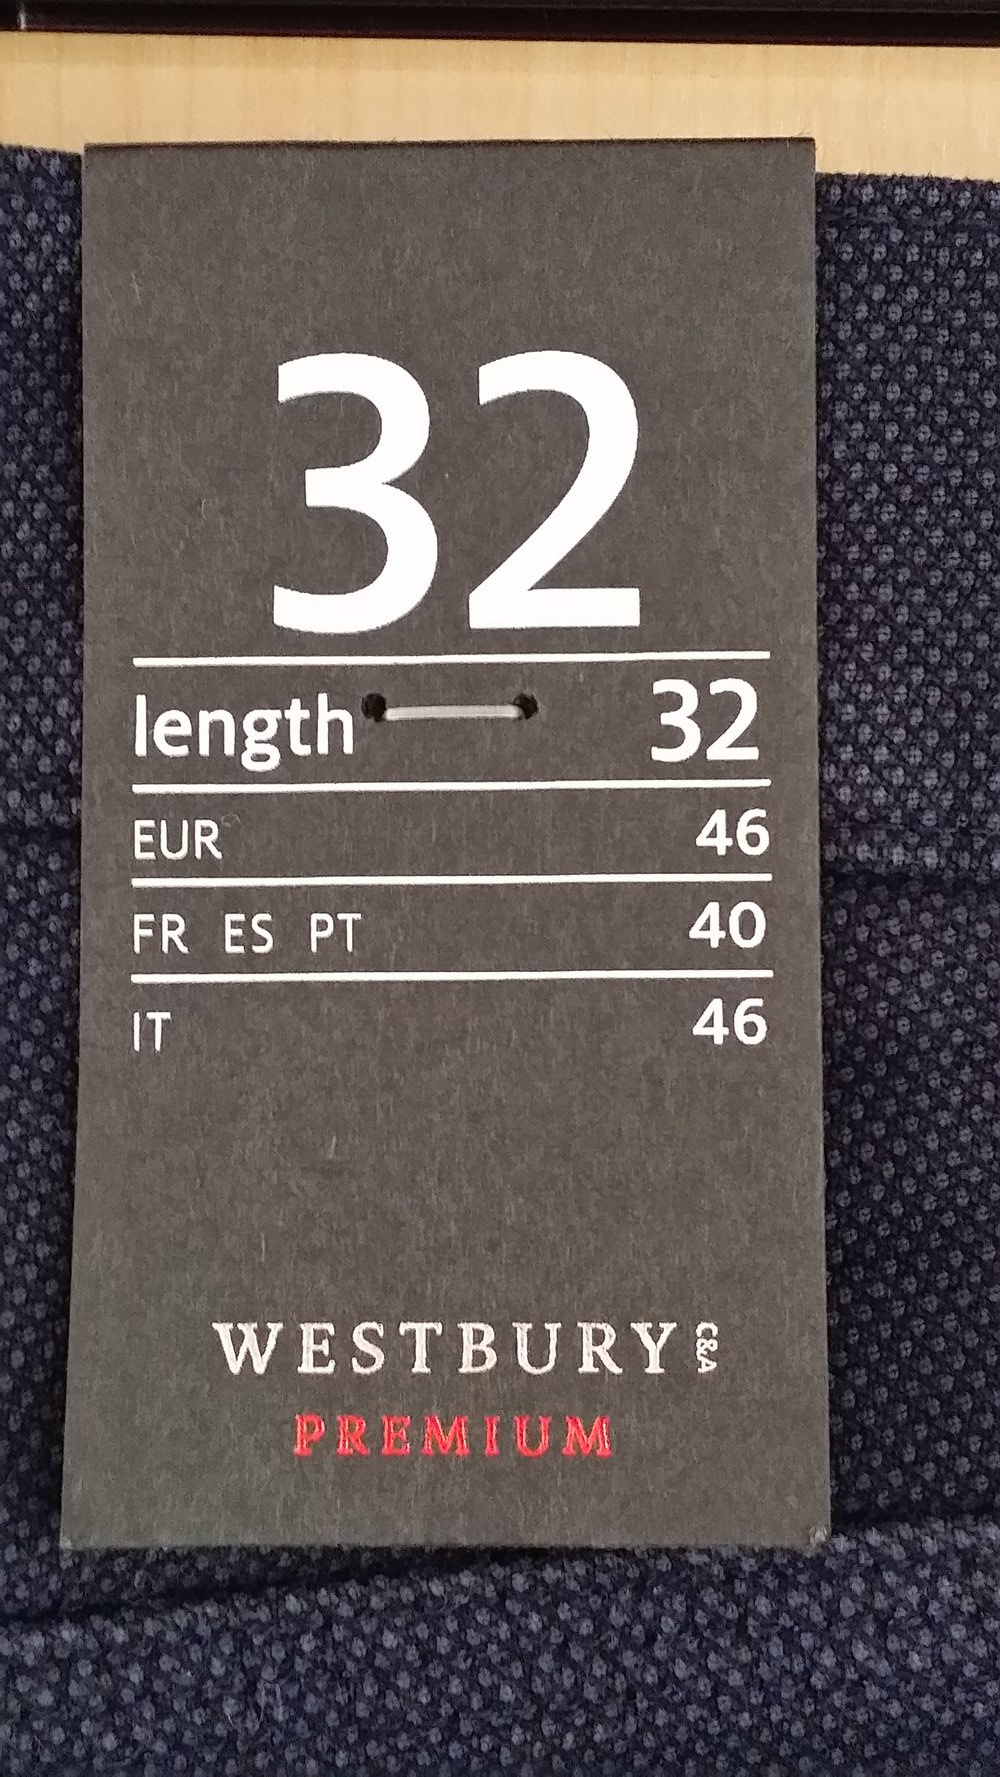 32
length 32
EUR 46
FR ES PT 40
IT 46
WESTBURY C&A
PREMIUM